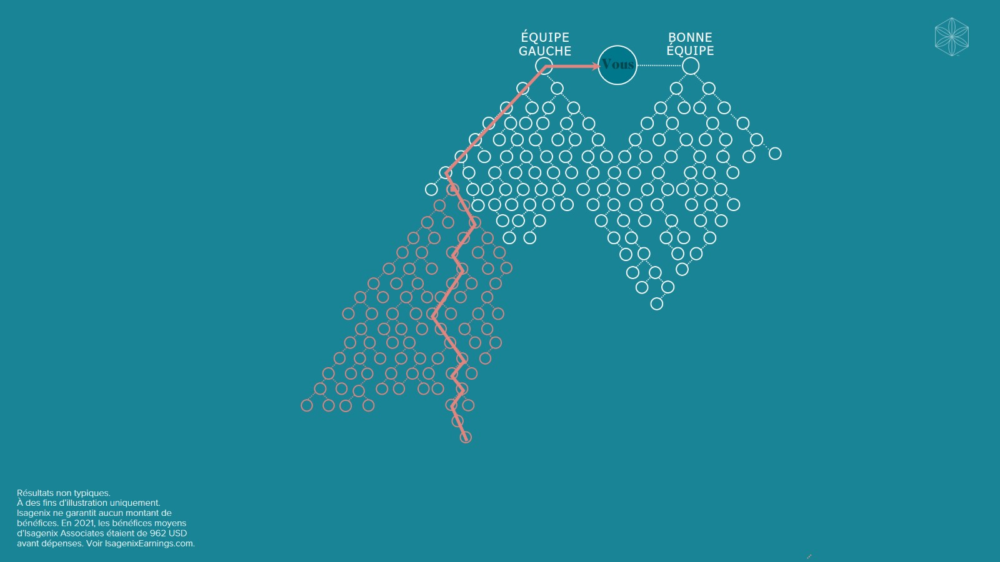 ÉQUIPE
GAUCHE
BONNE
ÉQUIPE
Vous
Résultats non typiques.
À des fins d'illustration uniquement.
Isagenix ne garantit aucun montant de
bénéfices. En 2021, les bénéfices moyens
d'Isagenix Associates étaient de 962 USD
avant dépenses. Voir IsagenixEarnings.com.